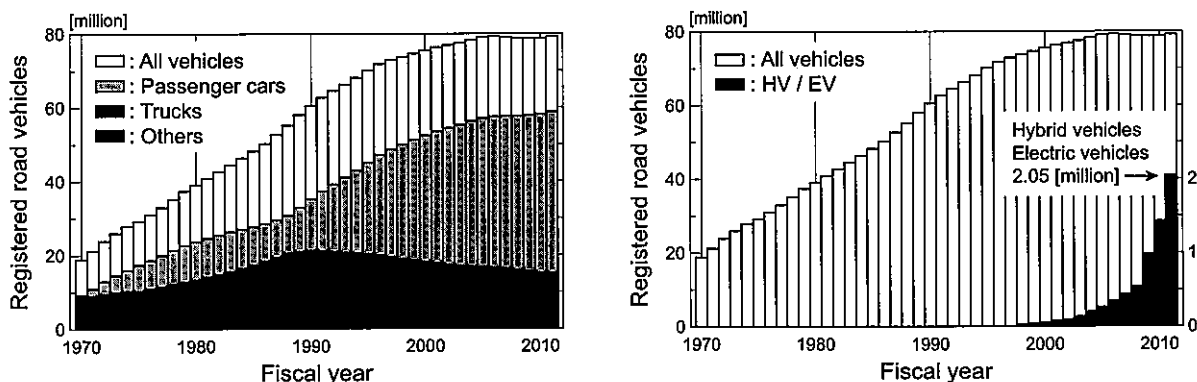 [million]
80
60
40
20
0
Registered road vehicles
: All vehicles
: Passenger cars
: Trucks
: Others
1970 1980 1990 2000 2010
Fiscal year
[million]
80
60
40
20
0
Registered road vehicles
: All vehicles
: HV / EV
Hybrid vehicles
Electric vehicles
2.05 [million]
2
1
0
1970 1980 1990 2000 2010
Fiscal year